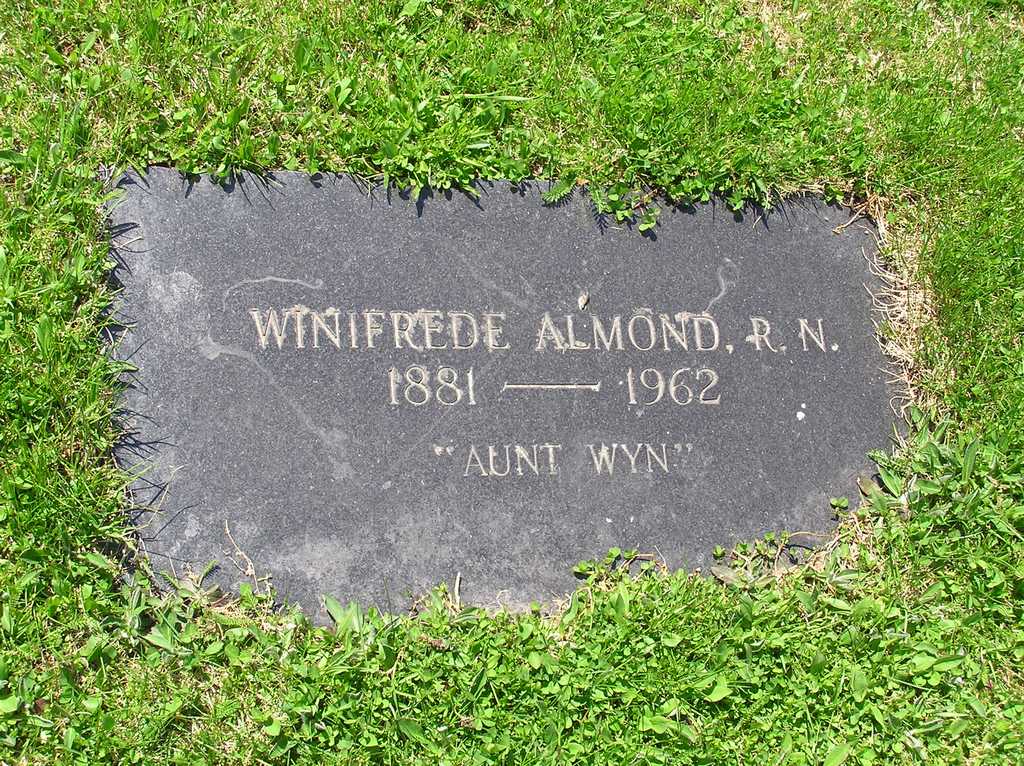 WINIFREDE ALMOND, R. N.
1881 — 1962
"AUNT WYN"